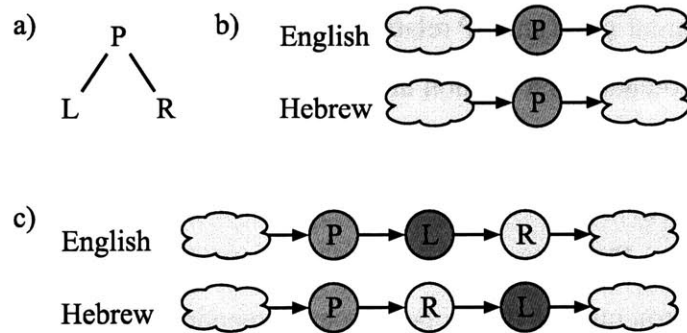 a)
P
L R
b)
English P
Hebrew P
c)
English P L R
Hebrew P R L